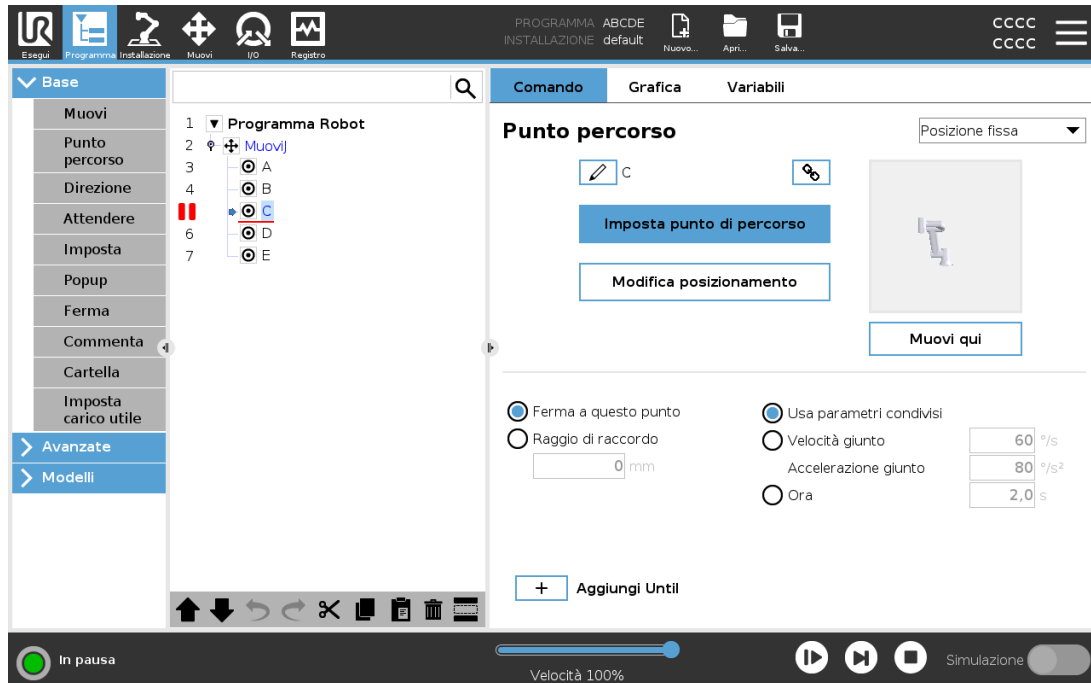 UR
Esegui
Programma
Installazione
Muovi
I/O
Registro
PROGRAMMA ABCDE
INSTALLAZIONE default
Nuovo...
Apri...
Salva...
CCCC
CCCC
Base
Muovi
Punto
percorso
Direzione
Attendere
Imposta
Popup
Ferma
Commenta
Cartella
Imposta
carico utile
Avanzate
Modelli
1 Programma Robot
2 MuoviJ
3 A
4 B
C
6 D
7 E
Comando Grafica Variabili
Punto percorso
Posizione fissa
C
Imposta punto di percorso
Modifica posizionamento
Muovi qui
Ferma a questo punto
Raggio di raccordo
0 mm
Usa parametri condivisi
Velocità giunto 60 °/s
Accelerazione giunto 80 °/s²
Ora 2,0 s
+ Aggiungi Until
In pausa
Velocità 100%
Simulazione